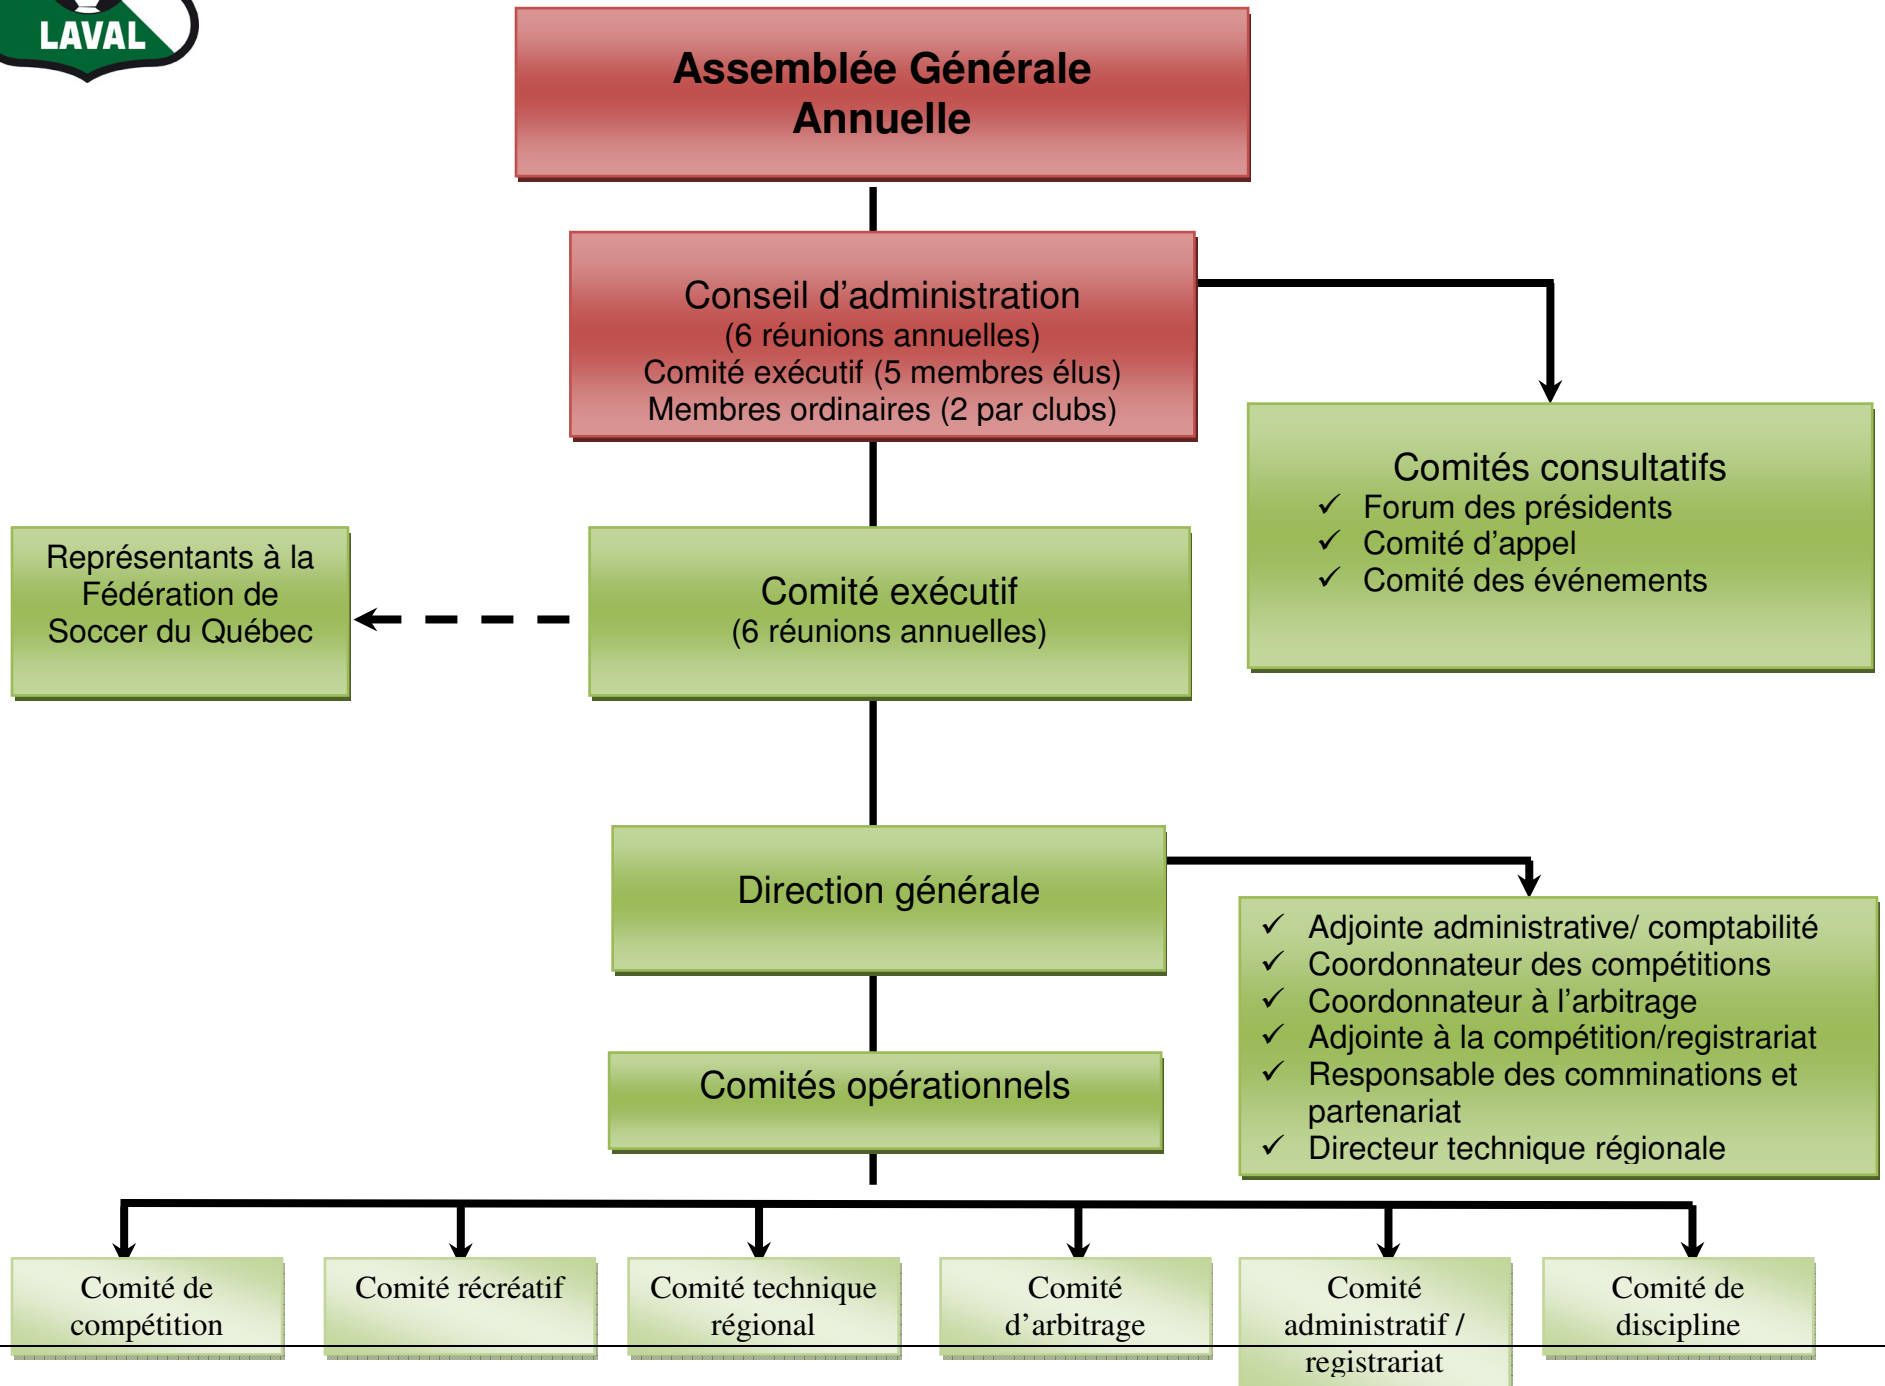 LAVAL
Assemblée Générale
Annuelle
Conseil d'administration
(6 réunions annuelles)
Comité exécutif (5 membres élus)
Membres ordinaires (2 par clubs)
Comités consultatifs
✓ Forum des présidents
✓ Comité d'appel
✓ Comité des événements
Représentants à la
Fédération de
Soccer du Québec
Comité exécutif
(6 réunions annuelles)
Direction générale
✓ Adjointe administrative/ comptabilité
✓ Coordonnateur des compétitions
✓ Coordonnateur à l'arbitrage
✓ Adjointe à la compétition/registrariat
✓ Responsable des comminations et
partenariat
✓ Directeur technique régionale
Comités opérationnels
Comité de
compétition
Comité récréatif
Comité technique
régional
Comité
d'arbitrage
Comité
administratif /
registrariat
Comité de
discipline